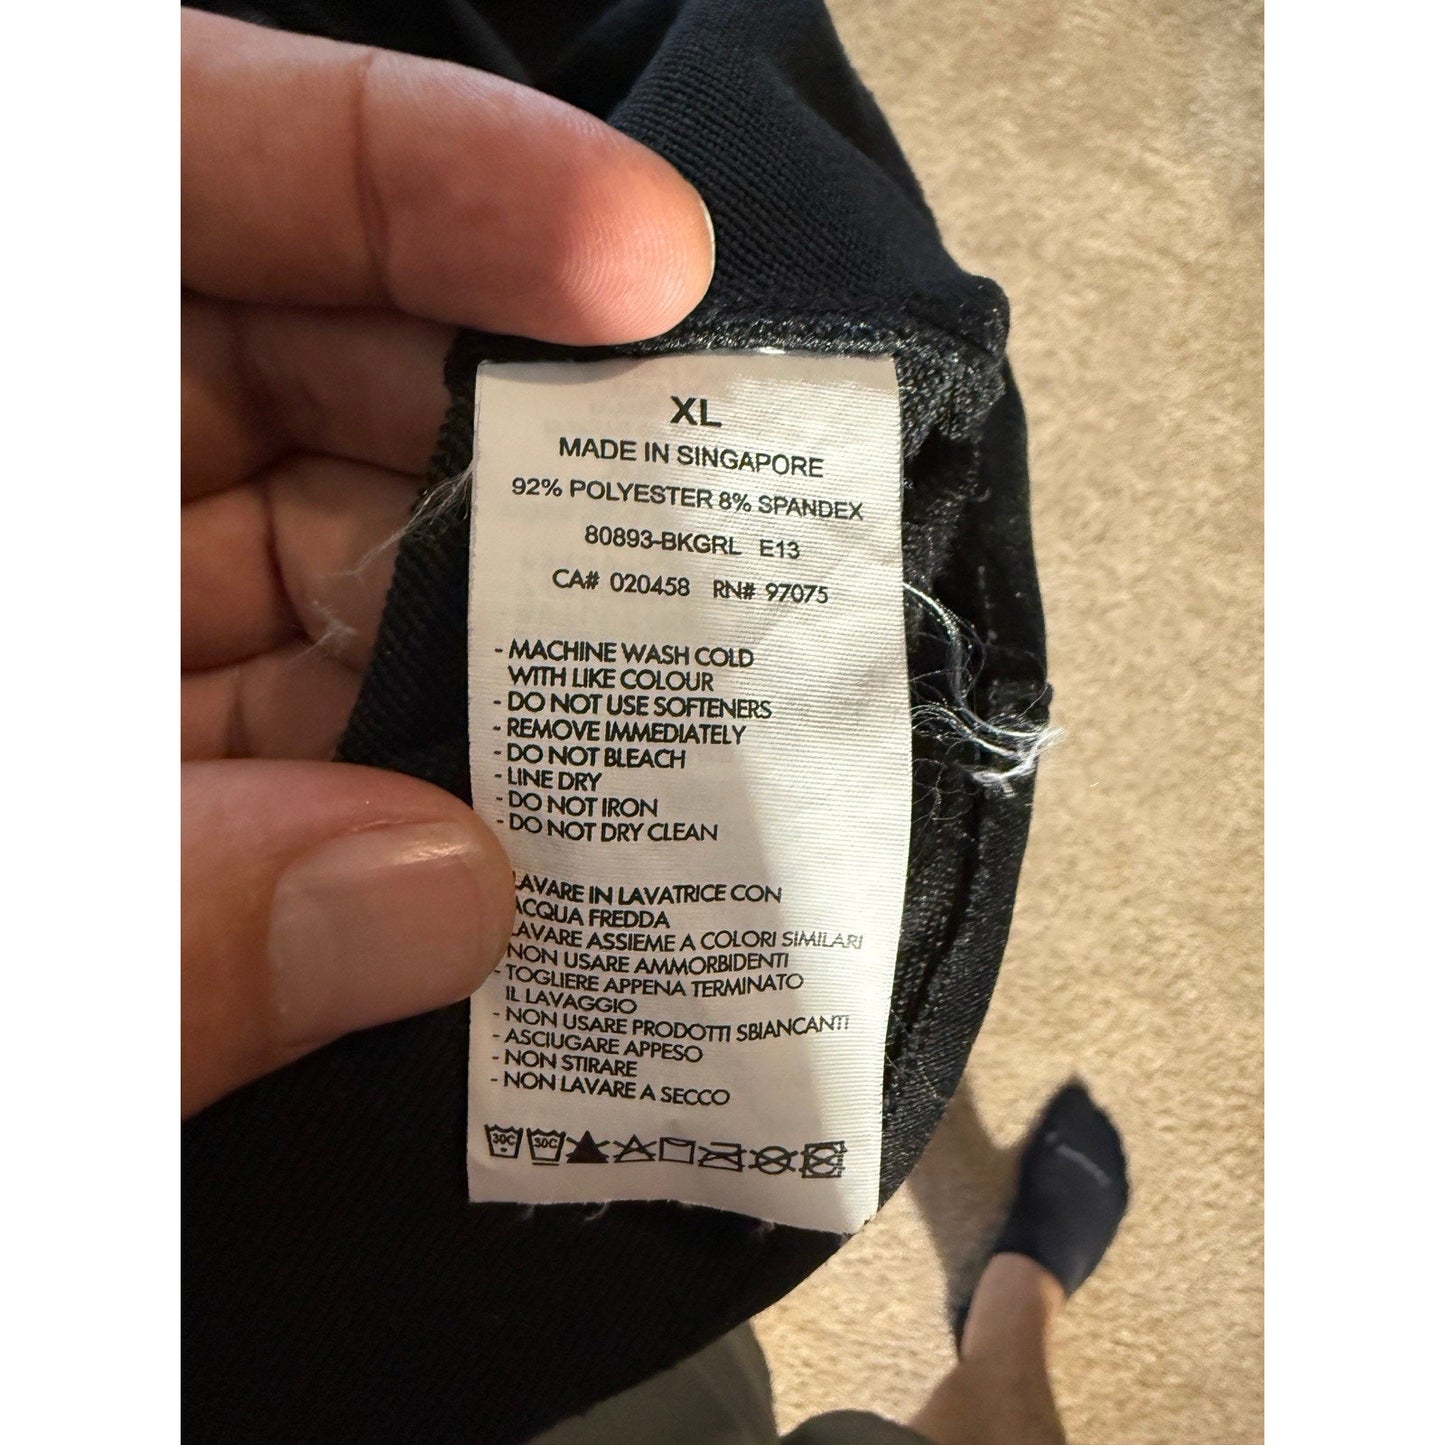 XL
MADE IN SINGAPORE
92% POLYESTER 8% SPANDEX
80893-BKGRL E13
CA# 020458 RN# 97075
- MACHINE WASH COLD
WITH LIKE COLOUR
- DO NOT USE SOFTENERS
- REMOVE IMMEDIATELY
- DO NOT BLEACH
- LINE DRY
- DO NOT IRON
- DO NOT DRY CLEAN
LAVARE IN LAVATRICE CON
ACQUA FREDDA
LAVARE ASSIEME A COLORI SIMILARI
NON USARE AMMORBIDENTI
- TOGLIERE APPENA TERMINATO
IL LAVAGGIO
- NON USARE PRODOTTI SBIANCANTI
- ASCIUGARE APPESO
- NON STIRARE
- NON LAVARE A SECCO
30C 30C